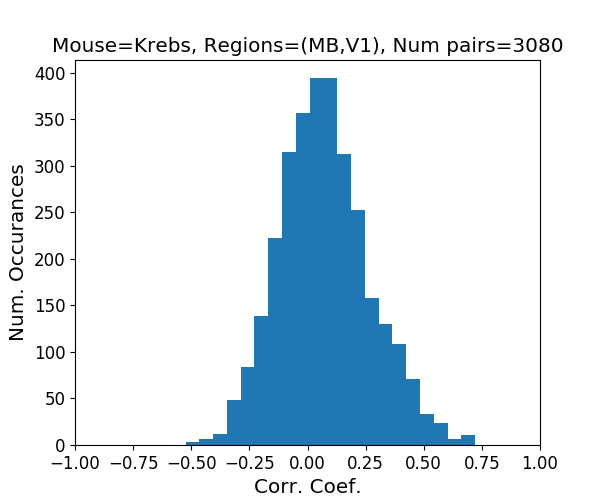 Mouse=Krebs, Regions=(MB,V1), Num pairs=3080
400
350
300
250
200
150
100
50
0
Num. Occurances
−1.00 −0.75 −0.50 −0.25 0.00 0.25 0.50 0.75 1.00
Corr. Coef.